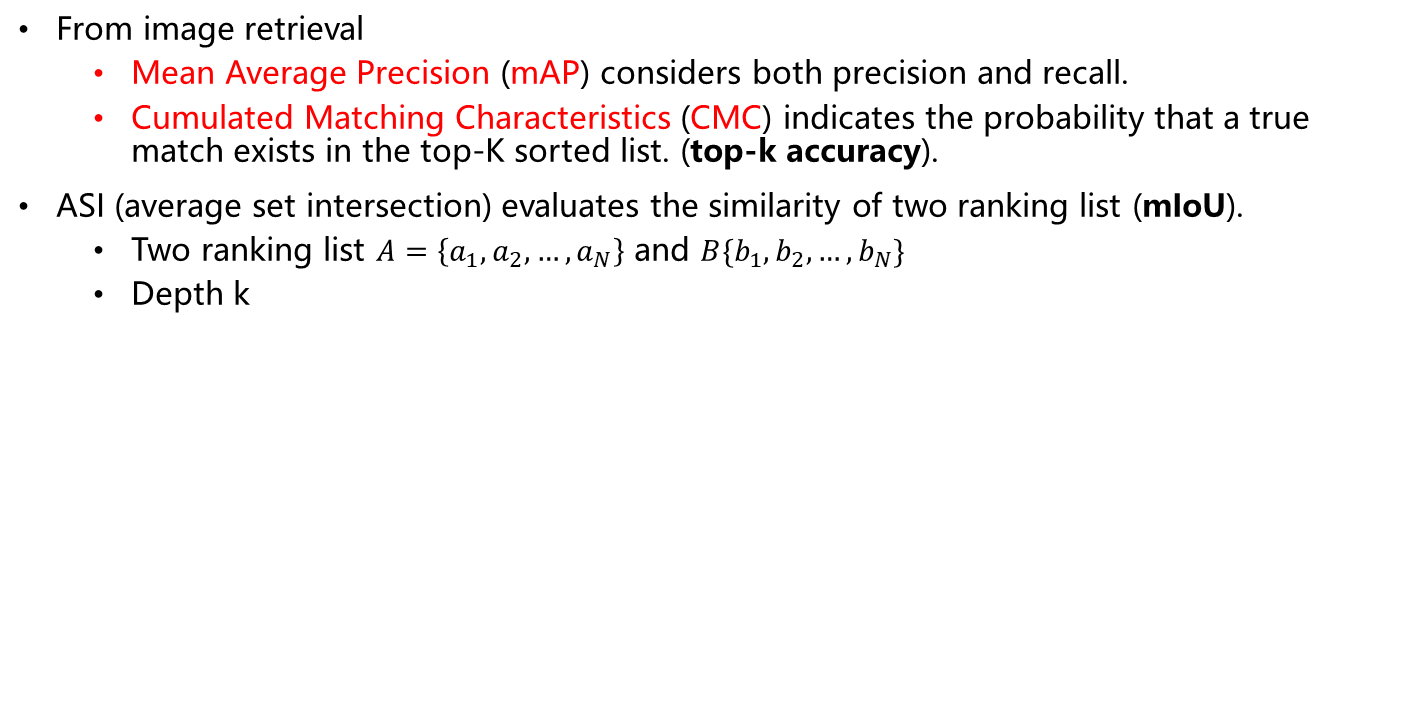 • From image retrieval
• Mean Average Precision (mAP) considers both precision and recall.
• Cumulated Matching Characteristics (CMC) indicates the probability that a true
match exists in the top-K sorted list. (top-k accuracy).
• ASI (average set intersection) evaluates the similarity of two ranking list (mIoU).
• Two ranking list 𝐴 = {𝑎₁, 𝑎₂, … , 𝑎_𝑁} and 𝐵{𝑏₁, 𝑏₂, … , 𝑏_𝑁}
• Depth k